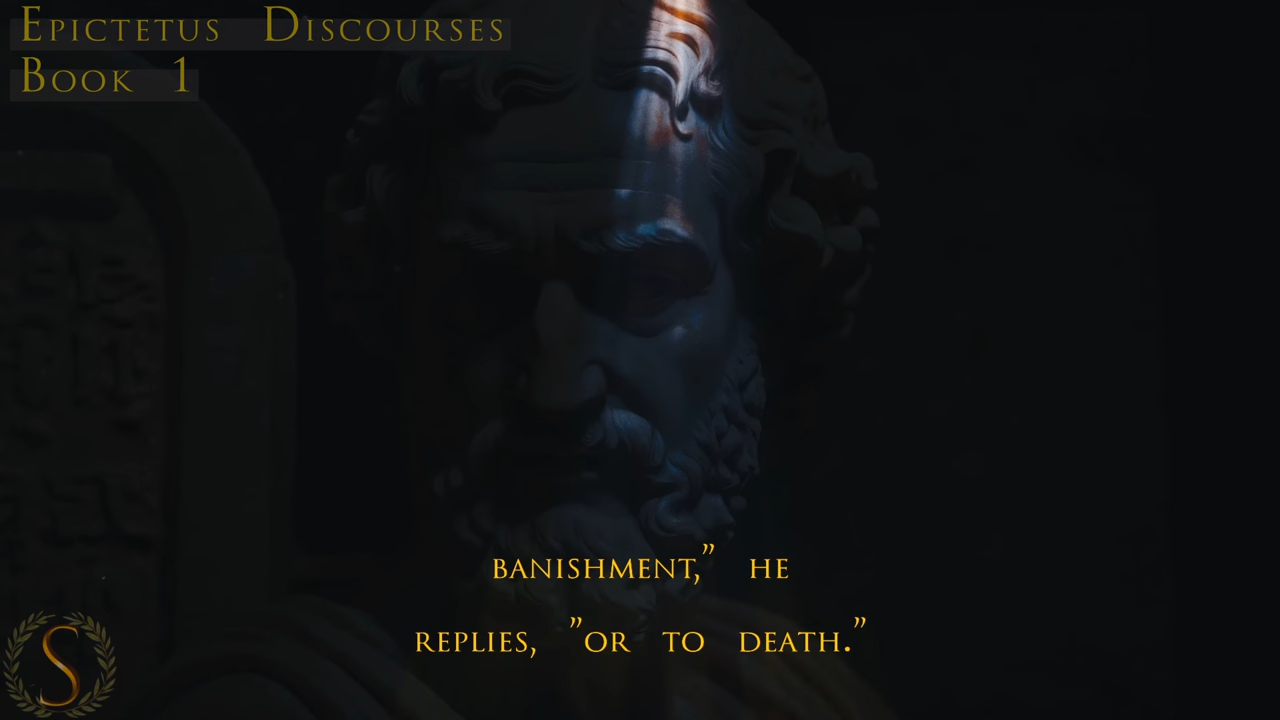 Epictetus Discourses
Book 1
BANISHMENT,” HE
REPLIES, ”OR TO DEATH.”
S